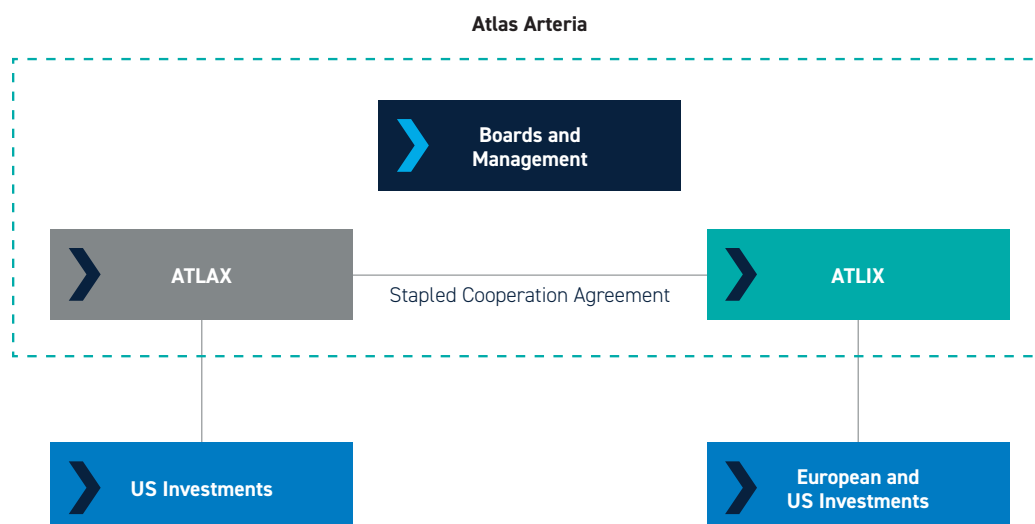 Atlas Arteria
Boards and
Management
ATLAX
Stapled Cooperation Agreement
ATLIX
US Investments
European and
US Investments